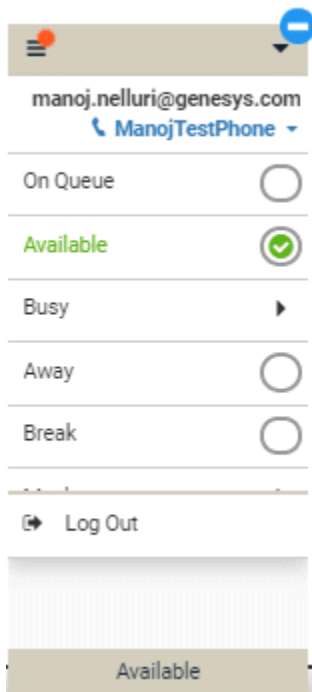 manoj.nelluri@genesys.com
ManojTestPhone
On Queue
Available
Busy
Away
Break
Log Out
Available